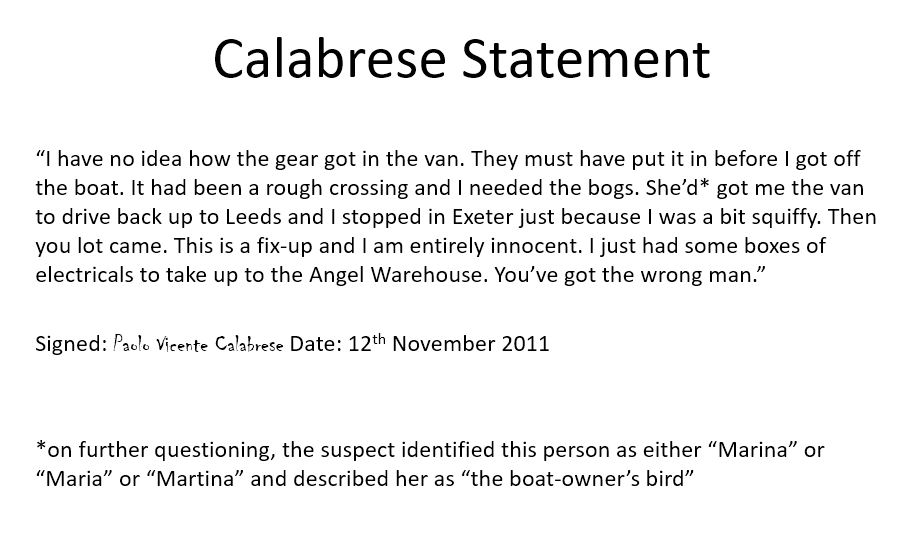 Calabrese Statement
“I have no idea how the gear got in the van. They must have put it in before I got off
the boat. It had been a rough crossing and I needed the bogs. She’d* got me the van
to drive back up to Leeds and I stopped in Exeter just because I was a bit squiffy. Then
you lot came. This is a fix-up and I am entirely innocent. I just had some boxes of
electricals to take up to the Angel Warehouse. You’ve got the wrong man.”
Signed: Paolo Vicente Calabrese Date: 12th November 2011
*on further questioning, the suspect identified this person as either “Marina” or
“Maria” or “Martina” and described her as “the boat-owner’s bird”